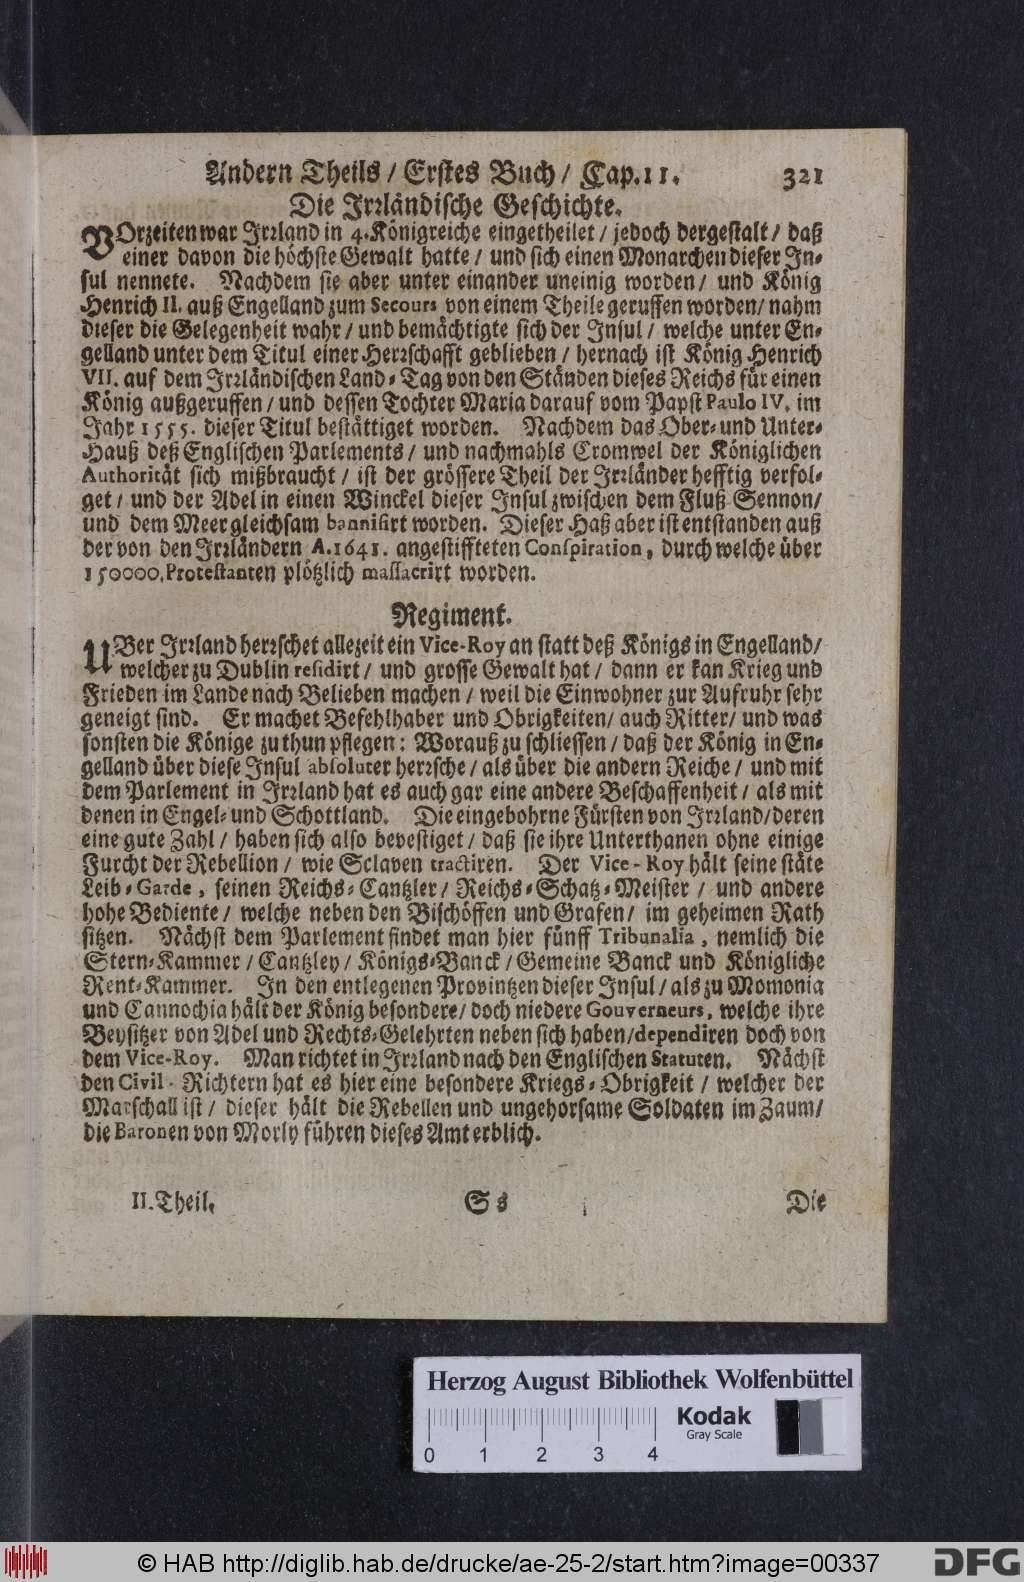 Andern Theils / Erstes Buch / Cap. 11. 321
Die Irrländische Geschichte.
VOrzeiten war Irrland in 4. Königreiche eingetheilet / jedoch dergestalt / daß
einer davon die höchste Gewalt hatte / und sich einen Monarchen dieser In-
sul nennete. Nachdem sie aber unter einander uneinig worden / und König
Henrich II. auß Engelland zum Secours von einem Theile geruffen worden / nahm
dieser die Gelegenheit wahr / und bemächtigte sich der Insul / welche unter En-
gelland unter dem Titul einer Herrschafft geblieben / hernach ist König Henrich
VII. auf dem Irrländischen Land-Tag von den Ständen dieses Reichs für einen
König außgeruffen / und dessen Tochter Maria darauf vom Papst Paulo IV. im
Jahr 1555. dieser Titul bestättiget worden. Nachdem das Ober- und Unter-
Hauß deß Englischen Parlements / und nachmahls Cromwel der Königlichen
Authorität sich mißbraucht / ist der grössere Theil der Irrländer hefftig verfol-
get / und der Adel in einen Winckel dieser Insul zwischen dem Fluß Sennon /
und dem Meer gleichsam bannisirt worden. Dieser Haß aber ist entstanden auß
der von den Irrländern A. 1641. angestiffteten Conspiration, durch welche über
150000. Protestanten plötzlich massacrirt worden.
Regiment.
UBer Irrland herrschet allezeit ein Vice-Roy an statt deß Königs in Engelland /
welcher zu Dublin residirt / und grosse Gewalt hat / dann er kan Krieg und
Frieden im Lande nach Belieben machen / weil die Einwohner zur Aufruhr sehr
geneigt sind. Er machet Befehlhaber und Obrigkeiten / auch Ritter / und was
sonsten die Könige zu thun pflegen: Worauß zu schliessen / daß der König in En-
gelland über diese Insul absoluter herrsche / als über die andern Reiche / und mit
dem Parlement in Irrland hat es auch gar eine andere Beschaffenheit / als mit
denen in Engel- und Schottland. Die eingebohrne Fürsten von Irrland / deren
eine gute Zahl / haben sich also bevestiget / daß sie ihre Unterthanen ohne einige
Furcht der Rebellion / wie Sclaven tractiren. Der Vice-Roy hält seine stäte
Leib-Garde, seinen Reichs-Cantzler / Reichs-Schatz-Meister / und andere
hohe Bediente / welche neben den Bischöffen und Grafen / im geheimen Rath
sitzen. Nächst dem Parlement findet man hier fünff Tribunalia, nemlich die
Stern-Kammer / Cantzley / Königs-Banck / Gemeine Banck und Königliche
Rent-Kammer. In den entlegenen Provintzen dieser Insul / als zu Momonia
und Cannochia hält der König besondere / doch niedere Gouverneurs, welche ihre
Beysitzer von Adel und Rechts-Gelehrten neben sich haben / dependiren doch von
dem Vice-Roy. Man richtet in Irrland nach den Englischen Statuten. Nächst
den Civil-Richtern hat es hier eine besondere Kriegs-Obrigkeit / welcher der
Marschall ist / dieser hält die Rebellen und ungehorsame Soldaten im Zaum /
die Baronen von Morly führen dieses Amt erblich.
II. Theil. S s Die
Herzog August Bibliothek Wolfenbüttel
Kodak
Gray Scale
0 1 2 3 4
© HAB http://diglib.hab.de/drucke/ae-25-2/start.htm?image=00337
DFG